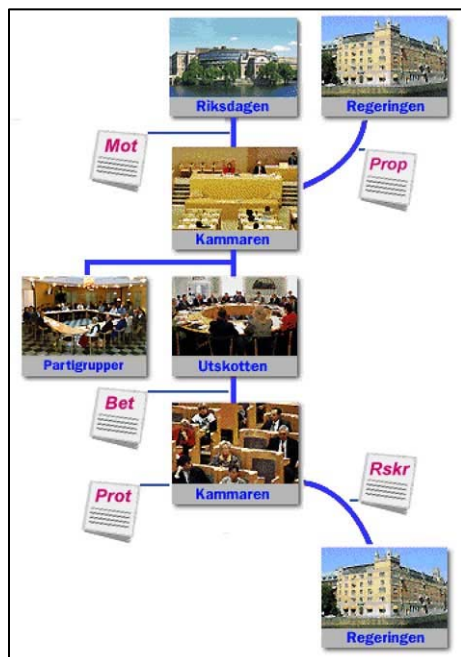 Riksdagen
Regeringen
Mot
Prop
Kammaren
Partigrupper
Utskotten
Bet
Prot
Kammaren
Rskr
Regeringen